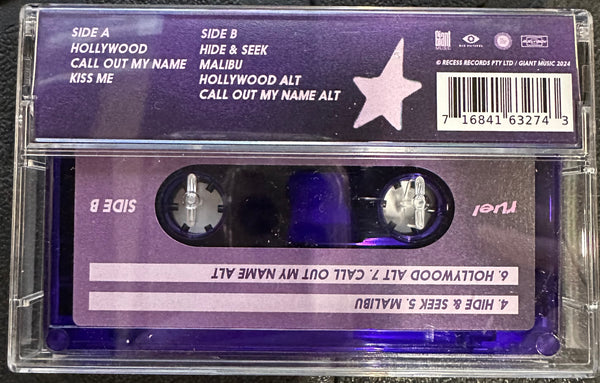 SIDE A
HOLLYWOOD
CALL OUT MY NAME
KISS ME
SIDE B
HIDE & SEEK
MALIBU
HOLLYWOOD ALT
CALL OUT MY NAME ALT
Giant
MUSIC
© RECESS RECORDS PTY LTD / GIANT MUSIC 2024
7 16841 63274 3
SIDE B
ruel
4. HIDE & SEEK 5. MALIBU
6. HOLLYWOOD ALT 7. CALL OUT MY NAME ALT